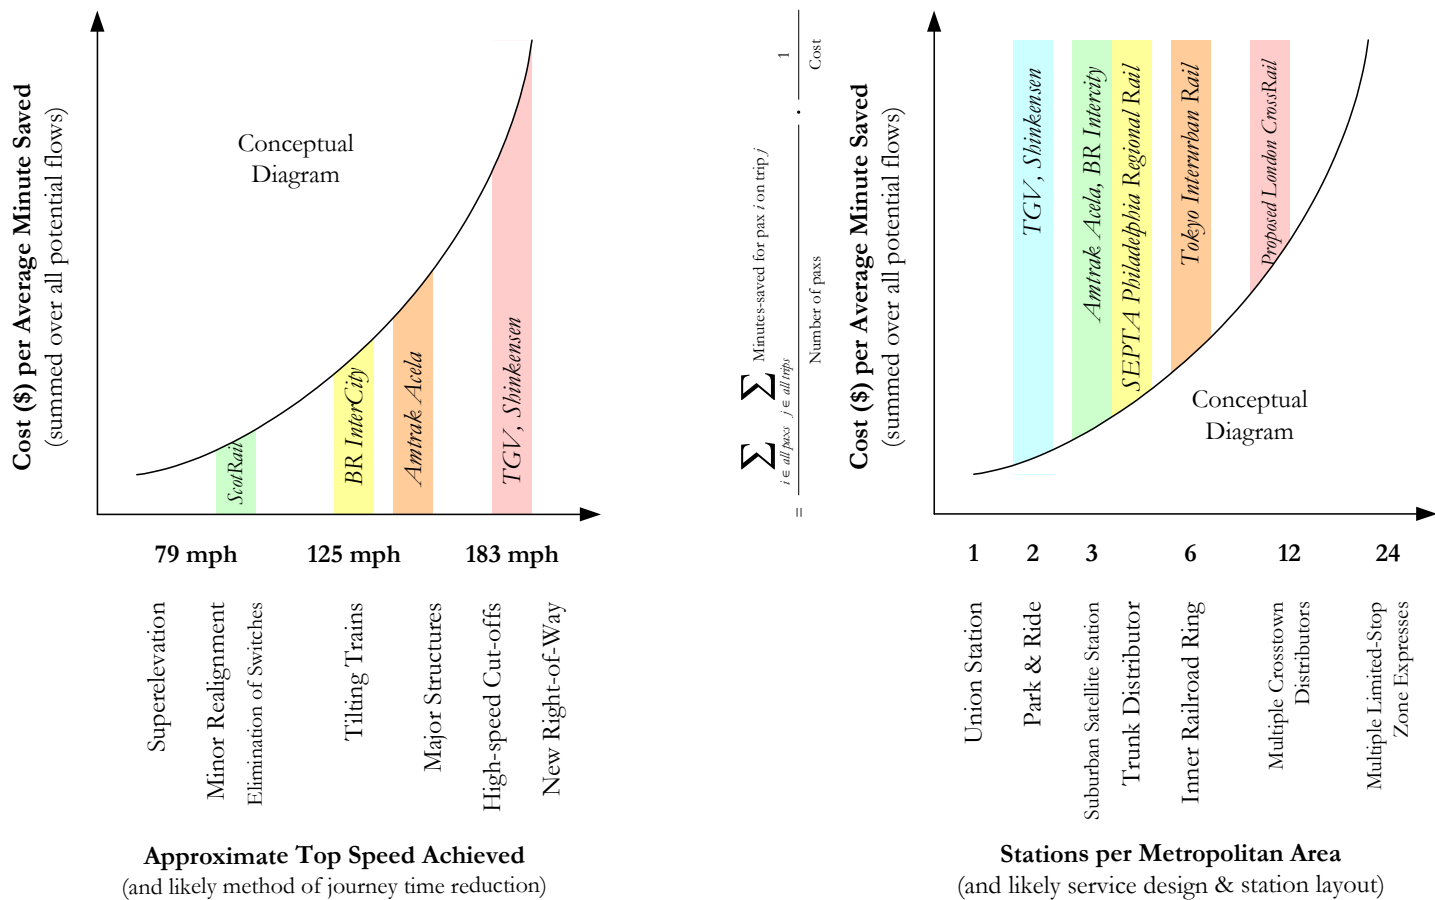 Cost ($) per Average Minute Saved
(summed over all potential flows)
Conceptual
Diagram
ScotRail
BR InterCity
Amtrak Acela
TGV, Shinkensen
79 mph
125 mph
183 mph
Superelevation
Minor Realignment
Elimination of Switches
Tilting Trains
Major Structures
High-speed Cut-offs
New Right-of-Way
Approximate Top Speed Achieved
(and likely method of journey time reduction)
= ∑ i ∈ all paxs ∑ j ∈ all trips Minutes-saved for pax i on trip j
Number of paxs
· 1
Cost
Cost ($) per Average Minute Saved
(summed over all potential flows)
TGV, Shinkensen
Amtrak Acela, BR Intercity
SEPTA Philadelphia Regional Rail
Tokyo Interurban Rail
Proposed London CrossRail
Conceptual
Diagram
1
2
3
6
12
24
Union Station
Park & Ride
Suburban Satellite Station
Trunk Distributor
Inner Railroad Ring
Multiple Crosstown
Distributors
Multiple Limited-Stop
Zone Expresses
Stations per Metropolitan Area
(and likely service design & station layout)